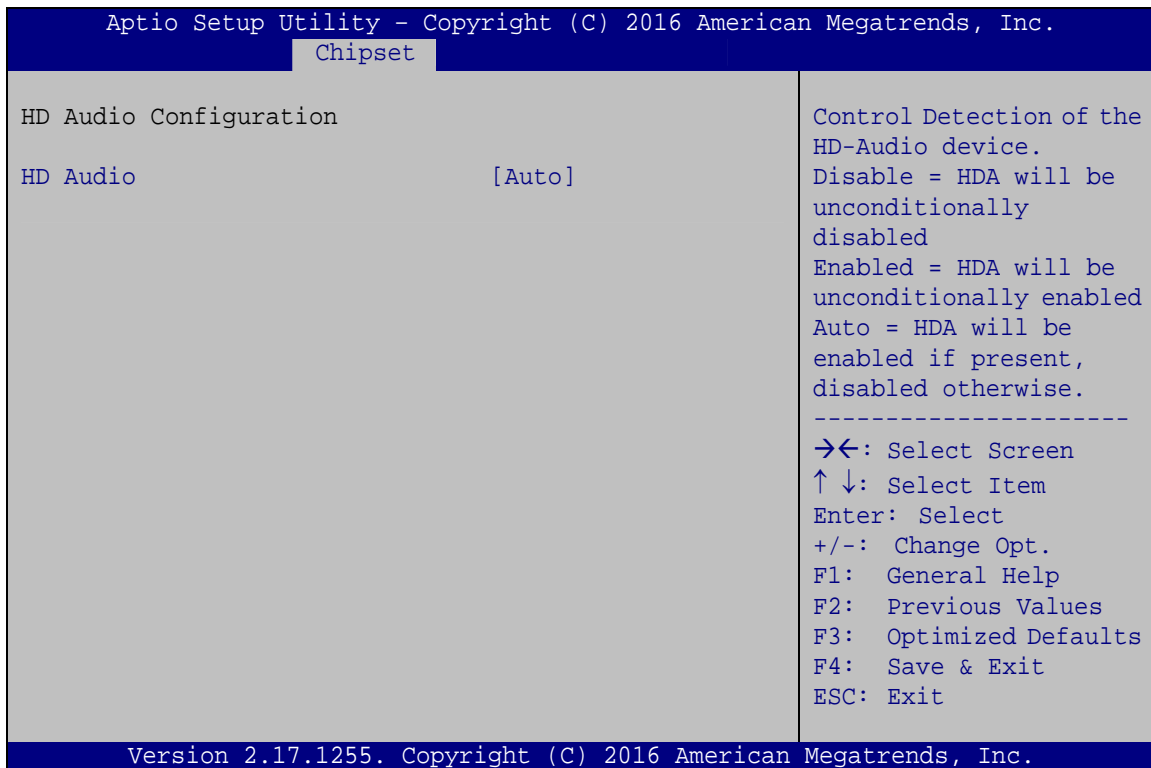 Aptio Setup Utility – Copyright (C) 2016 American Megatrends, Inc.
Chipset
HD Audio Configuration
HD Audio [Auto]
Control Detection of the
HD-Audio device.
Disable = HDA will be
unconditionally
disabled
Enabled = HDA will be
unconditionally enabled
Auto = HDA will be
enabled if present,
disabled otherwise.
----------------------
→←: Select Screen
↑ ↓: Select Item
Enter: Select
+/-: Change Opt.
F1: General Help
F2: Previous Values
F3: Optimized Defaults
F4: Save & Exit
ESC: Exit
Version 2.17.1255. Copyright (C) 2016 American Megatrends, Inc.